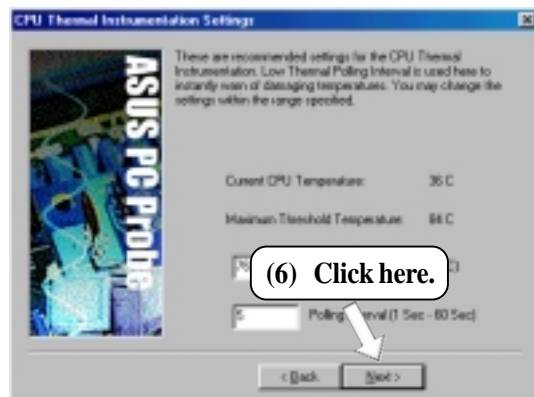 CPU Thermal Instrumentation Settings
ASUS PC Probe
These are recommended settings for the CPU Thermal
Instrumentation. Low Thermal Polling Interval is used here to
instantly warn of damaging temperatures. You may change the
settings within the range specified.
Current CPU Temperature: 36 C
Maximum Threshold Temperature: 84 C
(6) Click here.
5 Polling (1 Sec - 60 Sec)
< Back Next >